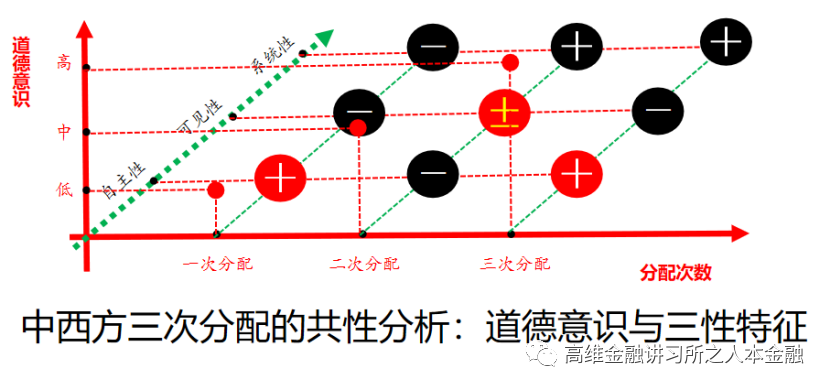 道德意识
高
中
低
系统性
可见性
自主性
一次分配
二次分配
三次分配
分配次数
中西方三次分配的共性分析：道德意识与三性特征
高维金融讲习所之人本金融